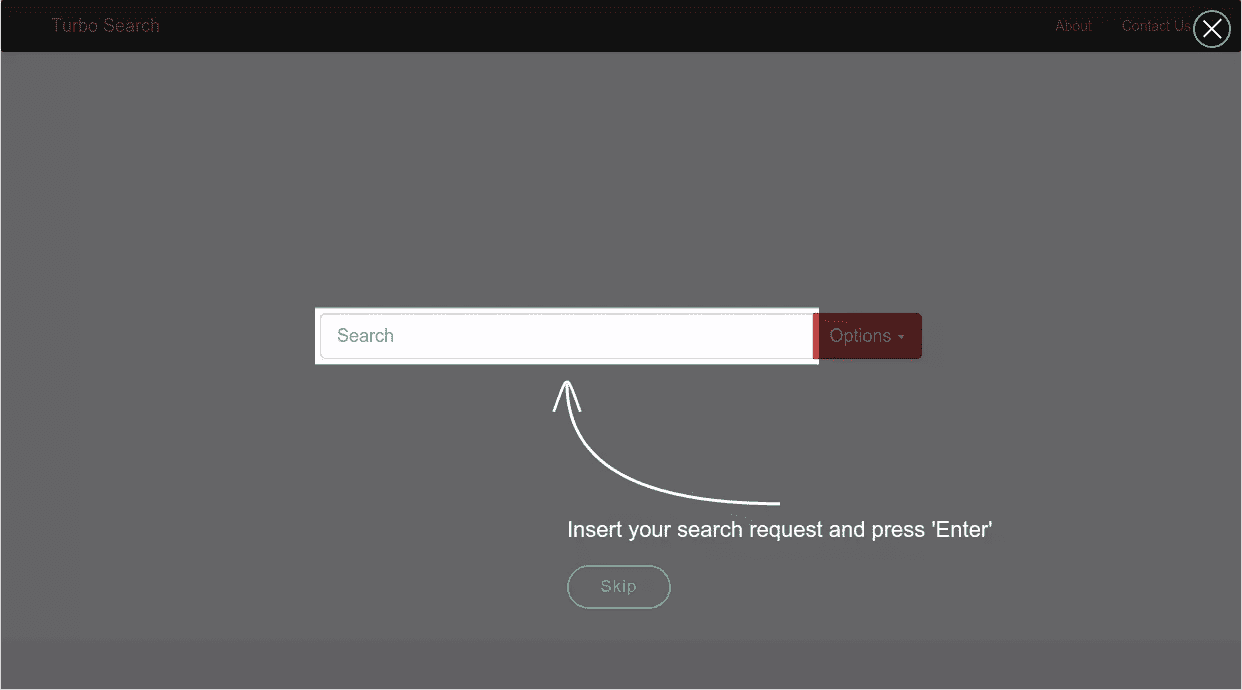 Turbo Search
About
Contact Us
Search
Options
Insert your search request and press 'Enter'
Skip